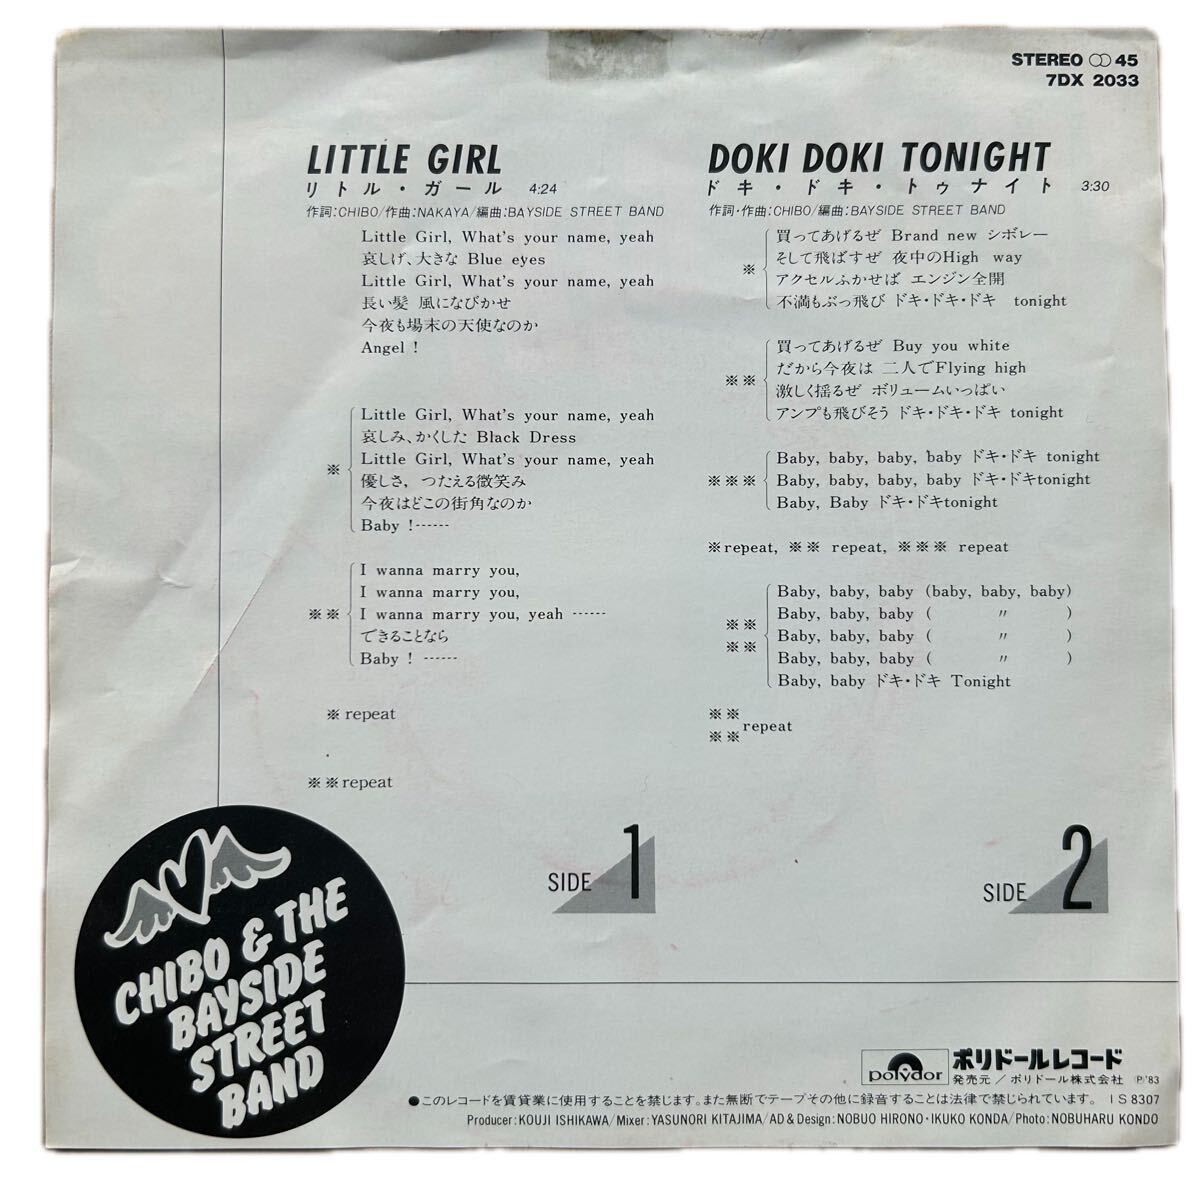 STEREO ○○ 45
7DX 2033
LITTLE GIRL
リトル・ガール 4:24
作詞:CHIBO/作曲:NAKAYA/編曲:BAYSIDE STREET BAND
Little Girl, What's your name, yeah
哀しげ、大きな Blue eyes
Little Girl, What's your name, yeah
長い髪 風になびかせ
今夜も場末の天使なのか
Angel !
※
Little Girl, What's your name, yeah
哀しみ、かくした Black Dress
Little Girl, What's your name, yeah
優しさ, つたえる微笑み
今夜はどこの街角なのか
Baby !------
※※
I wanna marry you,
I wanna marry you,
I wanna marry you, yeah ------
できることなら
Baby ! ------
※ repeat
※※repeat
SIDE 1
DOKI DOKI TONIGHT
ドキ・ドキ・トゥナイト 3:30
作詞・作曲:CHIBO/編曲:BAYSIDE STREET BAND
※
買ってあげるぜ Brand new シボレー
そして飛ばすぜ 夜中のHigh way
アクセルふかせば エンジン全開
不満もぶっ飛び ドキ・ドキ・ドキ tonight
※※
買ってあげるぜ Buy you white
だから今夜は 二人でFlying high
激しく揺るぜ ボリュームいっぱい
アンプも飛びそう ドキ・ドキ・ドキ tonight
※※※
Baby, baby, baby, baby ドキ・ドキ tonight
Baby, baby, baby, baby ドキ・ドキtonight
Baby, Baby ドキ・ドキtonight
※repeat, ※※ repeat, ※※※ repeat
※※
※※
Baby, baby, baby (baby, baby, baby)
Baby, baby, baby ( 〃 )
Baby, baby, baby ( 〃 )
Baby, baby, baby ( 〃 )
Baby, baby ドキ・ドキ Tonight
※※
※※ repeat
SIDE 2
CHIBO & THE
BAYSIDE
STREET
BAND
polydor ポリドールレコード
発売元/ポリドール株式会社 Ⓟ'83
●このレコードを賃貸業に使用することを禁じます。また無断でテープその他に録音することは法律で禁じられています。 IS 8307
Producer: KOUJI ISHIKAWA/Mixer: YASUNORI KITAJIMA/AD & Design: NOBUO HIRONO・IKUKO KONDA/Photo: NOBUHARU KONDO